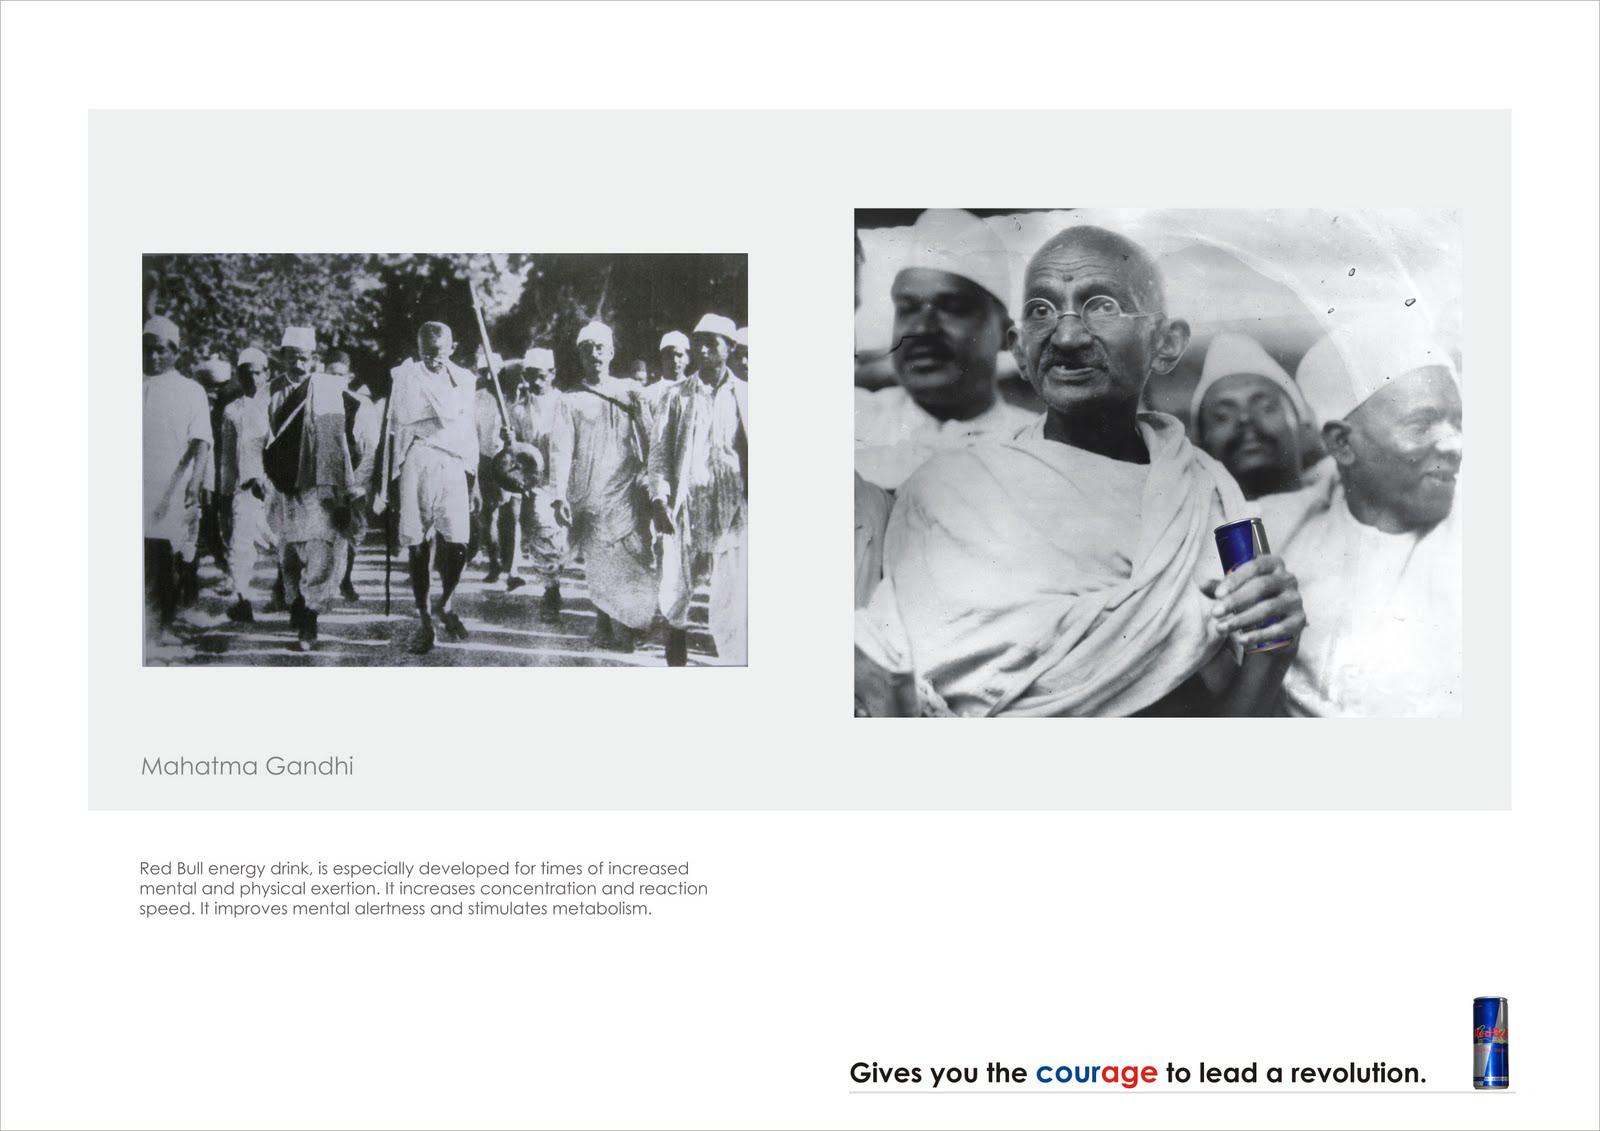 Mahatma Gandhi
Red Bull energy drink, is especially developed for times of increased
mental and physical exertion. It increases concentration and reaction
speed. It improves mental alertness and stimulates metabolism.
Gives you the courage to lead a revolution.
Red Bull